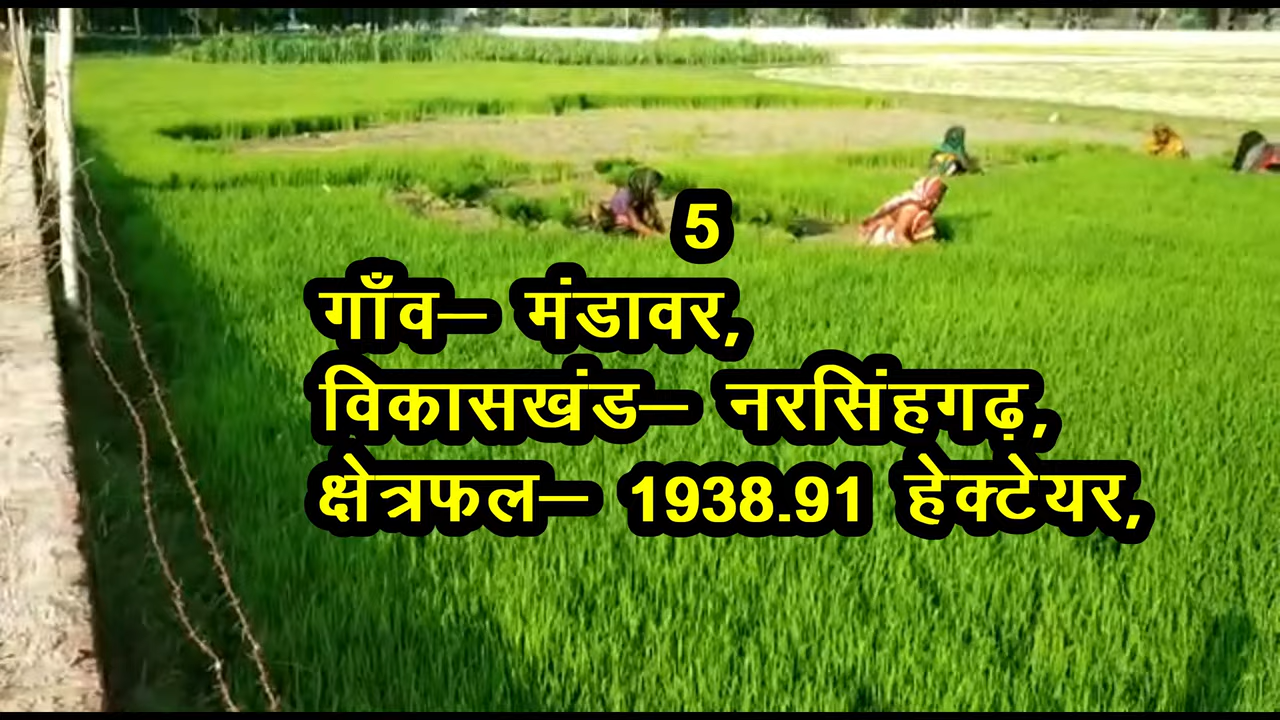 5
गाँव– मंडावर,
विकासखंड– नरसिंहगढ़,
क्षेत्रफल– 1938.91 हेक्टेयर,